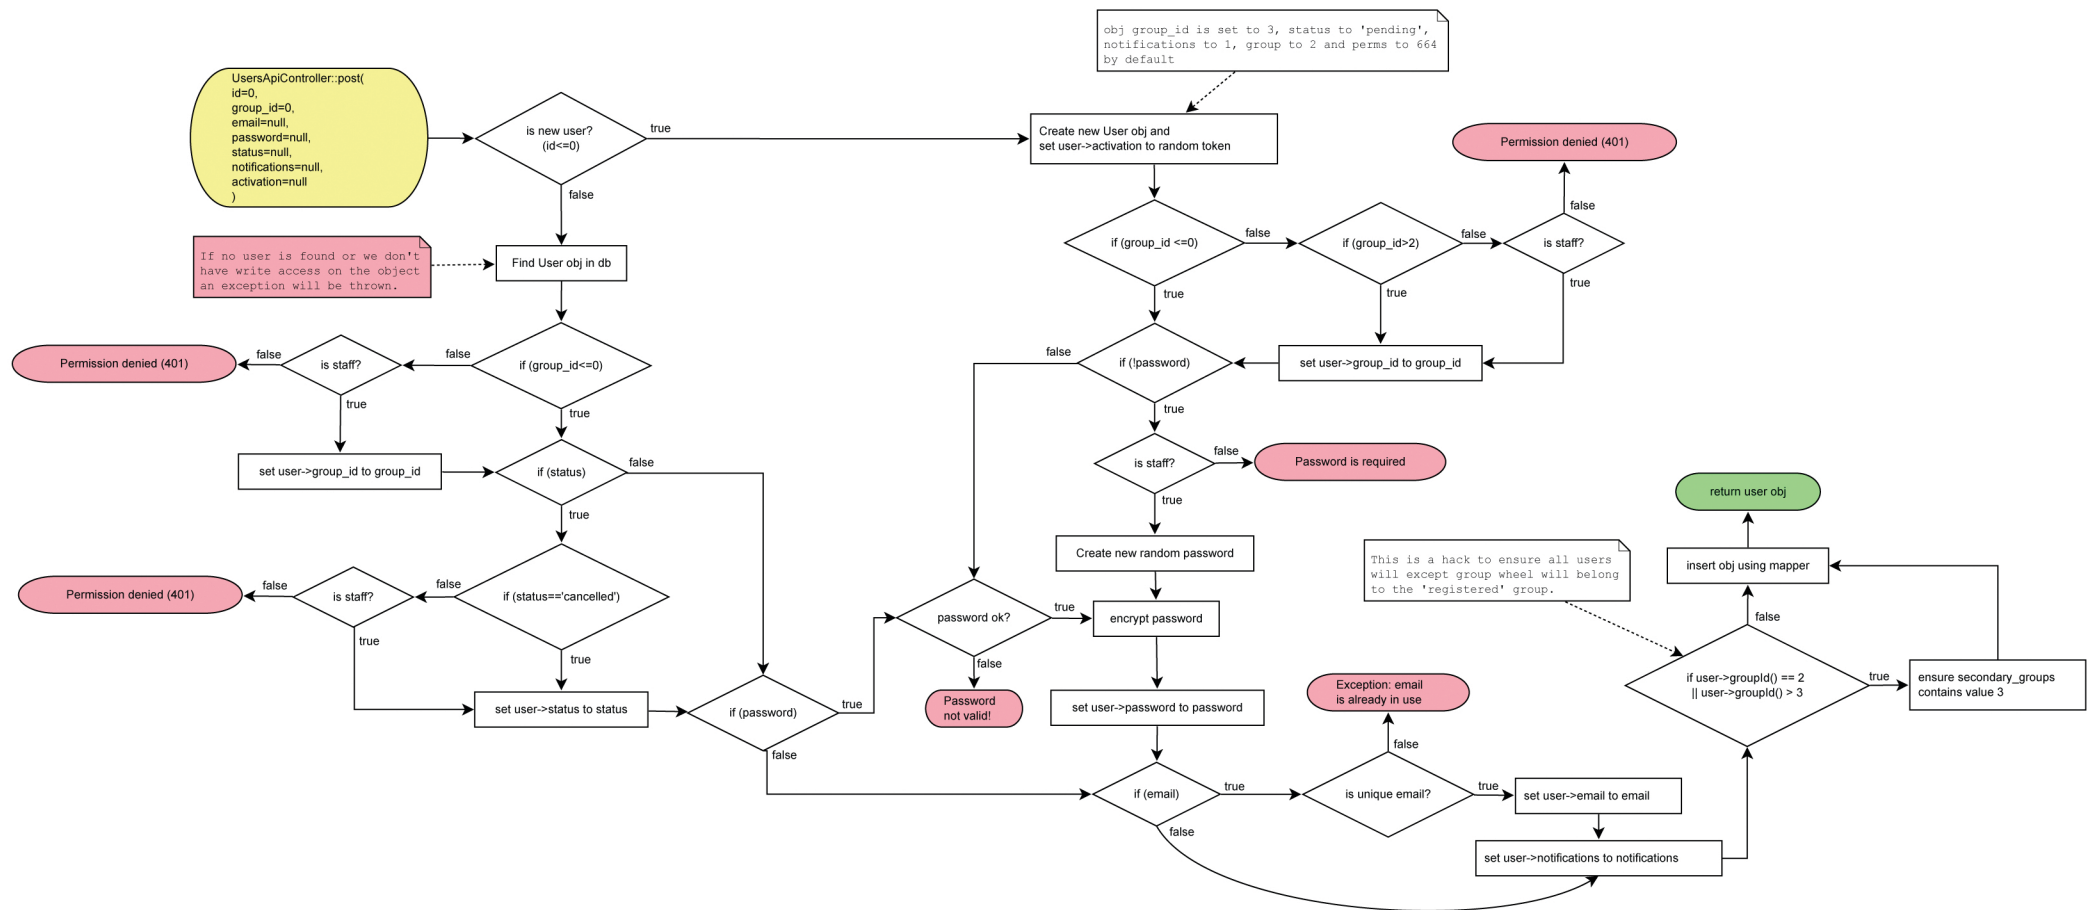 obj group_id is set to 3, status to 'pending',
notifications to 1, group to 2 and perms to 664
by default
UsersApiController::post(
id=0,
group_id=0,
email=null,
password=null,
status=null,
notifications=null,
activation=null
)
is new user?
(id<=0)
true
false
Create new User obj and
set user->activation to random token
Permission denied (401)
false
If no user is found or we don't
have write access on the object
an exception will be thrown.
Find User obj in db
if (group_id <=0)
false
true
if (group_id>2)
false
true
is staff?
true
Permission denied (401)
false
is staff?
true
false
if (group_id<=0)
true
false
if (!password)
true
set user->group_id to group_id
set user->group_id to group_id
if (status)
false
true
is staff?
false
true
Password is required
return user obj
Create new random password
This is a hack to ensure all users
will except group wheel will belong
to the 'registered' group.
insert obj using mapper
Permission denied (401)
false
is staff?
true
false
if (status=='cancelled')
true
password ok?
true
false
encrypt password
false
if user->groupId() == 2
|| user->groupId() > 3
true
ensure secondary_groups
contains value 3
set user->status to status
if (password)
true
false
Password
not valid!
set user->password to password
Exception: email
is already in use
false
if (email)
true
false
is unique email?
true
set user->email to email
set user->notifications to notifications